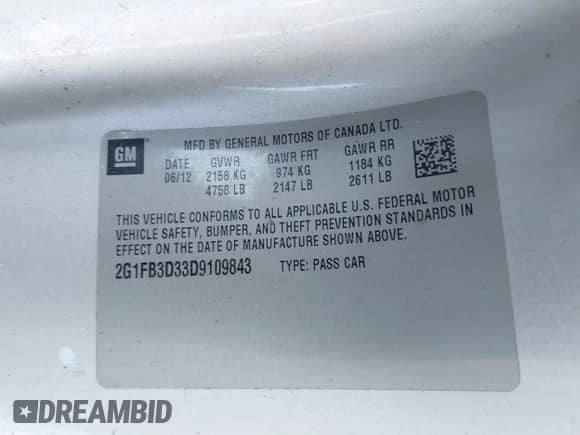 MFD BY GENERAL MOTORS OF CANADA LTD.
GM
DATE GVWR GAWR FRT GAWR RR
06/12 2158 KG 974 KG 1184 KG
4758 LB 2147 LB 2611 LB
THIS VEHICLE CONFORMS TO ALL APPLICABLE U.S. FEDERAL MOTOR
VEHICLE SAFETY, BUMPER, AND THEFT PREVENTION STANDARDS IN
EFFECT ON THE DATE OF MANUFACTURE SHOWN ABOVE.
2G1FB3D33D9109843 TYPE: PASS CAR
DREAMBID